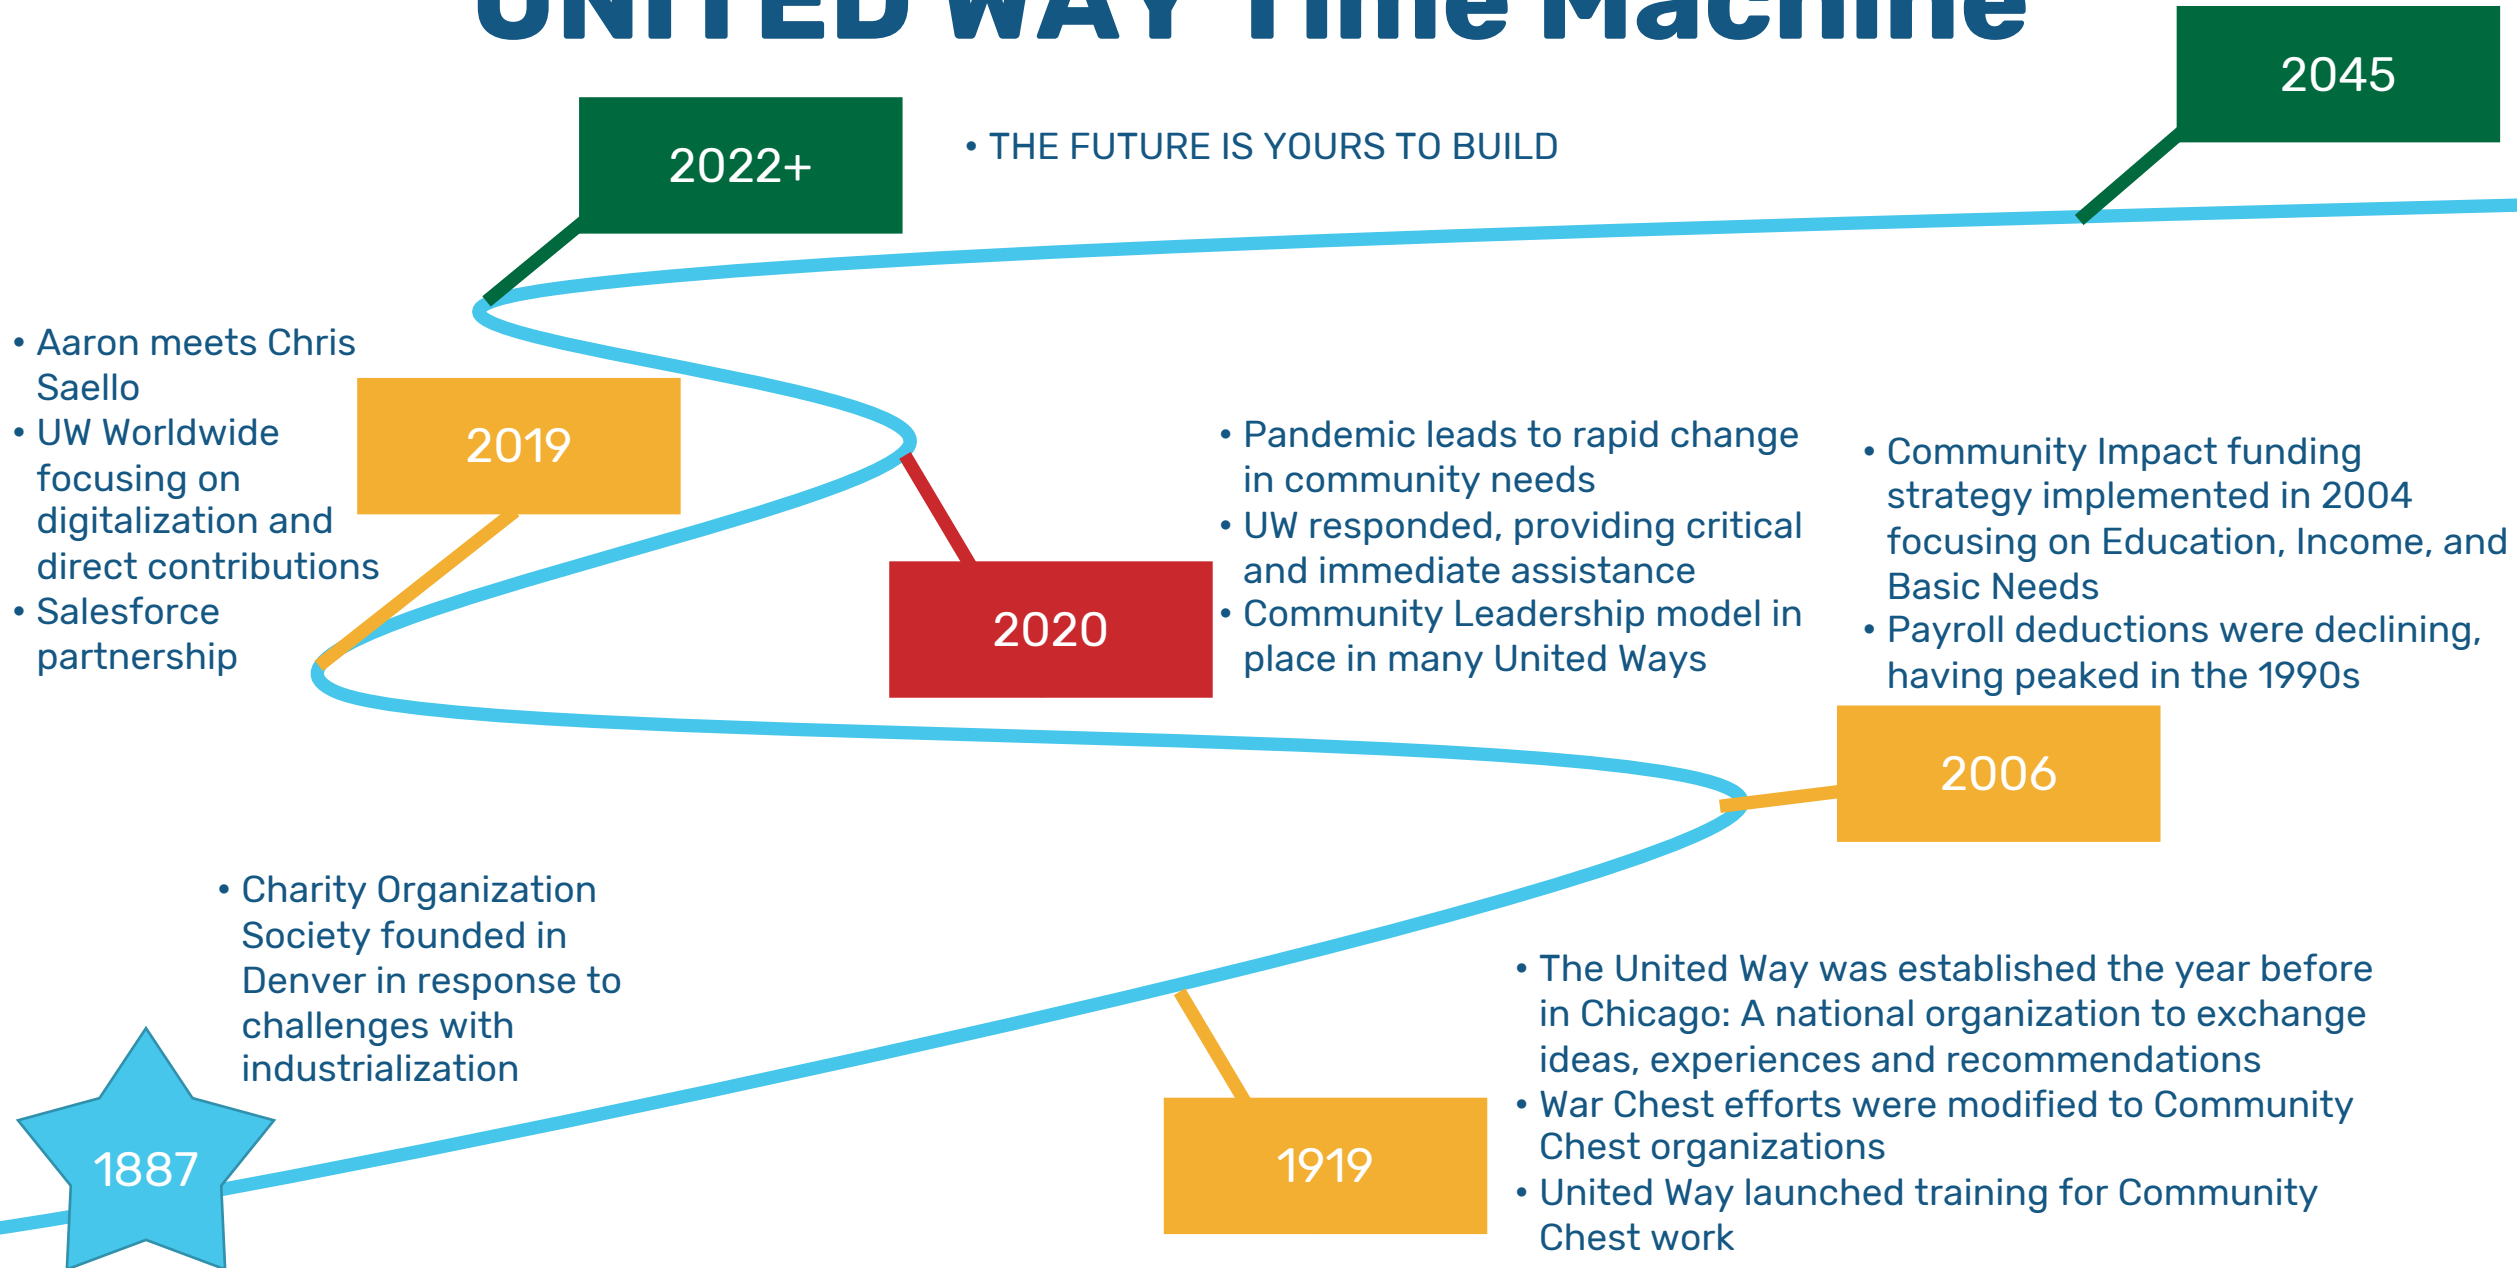 UNITED WAY Time Machine
2045
2022+
• THE FUTURE IS YOURS TO BUILD
• Aaron meets Chris
Saello
• UW Worldwide
focusing on
digitalization and
direct contributions
• Salesforce
partnership
2019
• Pandemic leads to rapid change
in community needs
• UW responded, providing critical
and immediate assistance
• Community Leadership model in
place in many United Ways
2020
• Community Impact funding
strategy implemented in 2004
focusing on Education, Income, and
Basic Needs
• Payroll deductions were declining,
having peaked in the 1990s
2006
• Charity Organization
Society founded in
Denver in response to
challenges with
industrialization
1887
• The United Way was established the year before
in Chicago: A national organization to exchange
ideas, experiences and recommendations
• War Chest efforts were modified to Community
Chest organizations
• United Way launched training for Community
Chest work
1919